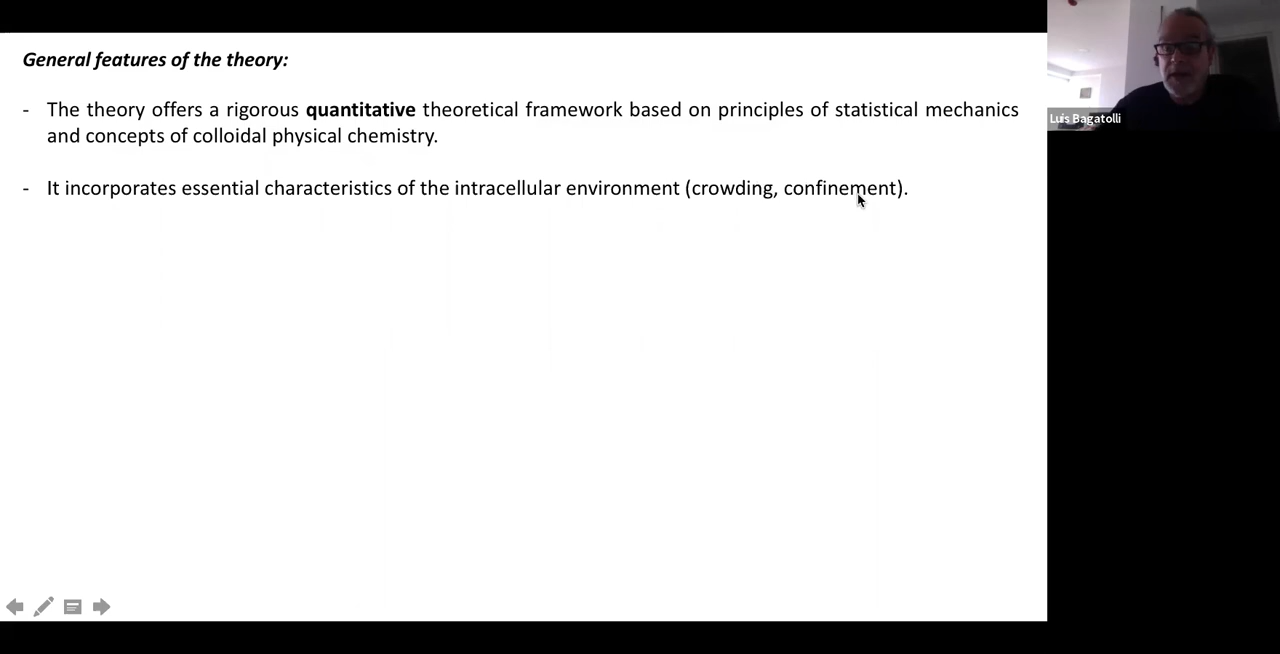 General features of the theory:
- The theory offers a rigorous quantitative theoretical framework based on principles of statistical mechanics
and concepts of colloidal physical chemistry.
- It incorporates essential characteristics of the intracellular environment (crowding, confinement).
Luis Bagatolli